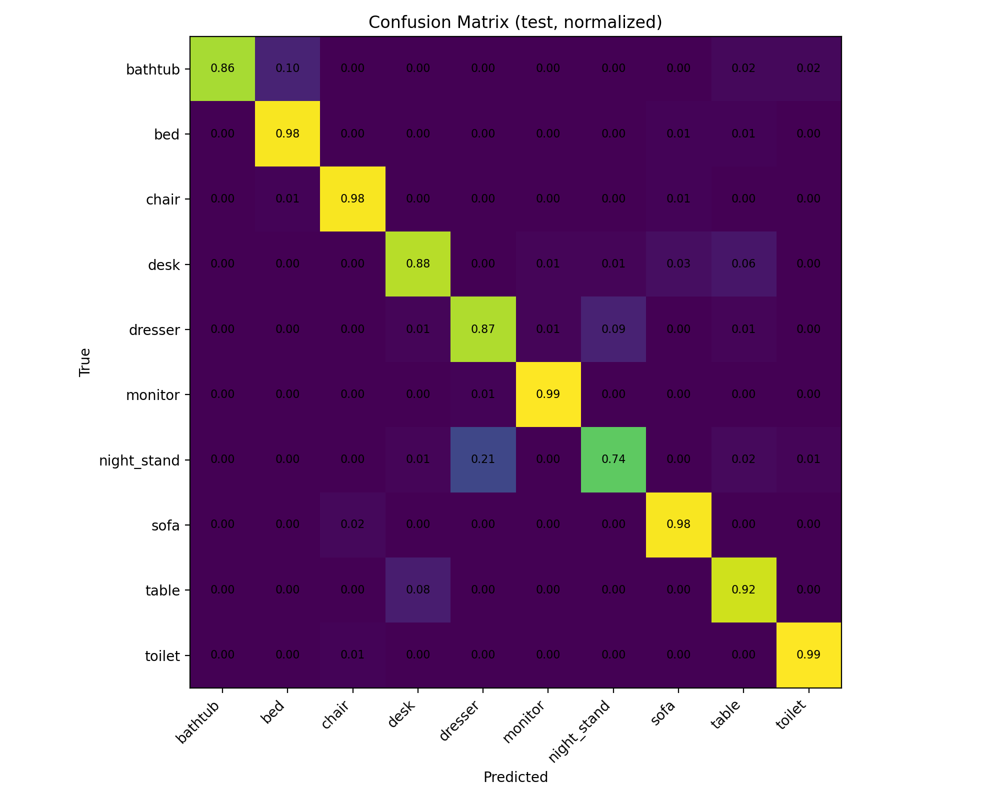 Confusion Matrix (test, normalized)
bathtub 0.86 0.10 0.00 0.00 0.00 0.00 0.00 0.00 0.02 0.02
bed 0.00 0.98 0.00 0.00 0.00 0.00 0.00 0.01 0.01 0.00
chair 0.00 0.01 0.98 0.00 0.00 0.00 0.00 0.01 0.00 0.00
desk 0.00 0.00 0.00 0.88 0.00 0.01 0.01 0.03 0.06 0.00
dresser 0.00 0.00 0.00 0.01 0.87 0.01 0.09 0.00 0.01 0.00
True
monitor 0.00 0.00 0.00 0.00 0.01 0.99 0.00 0.00 0.00 0.00
night_stand 0.00 0.00 0.00 0.01 0.21 0.00 0.74 0.00 0.02 0.01
sofa 0.00 0.00 0.02 0.00 0.00 0.00 0.00 0.98 0.00 0.00
table 0.00 0.00 0.00 0.08 0.00 0.00 0.00 0.00 0.92 0.00
toilet 0.00 0.00 0.01 0.00 0.00 0.00 0.00 0.00 0.00 0.99
bathtub bed chair desk dresser monitor night_stand sofa table toilet
Predicted